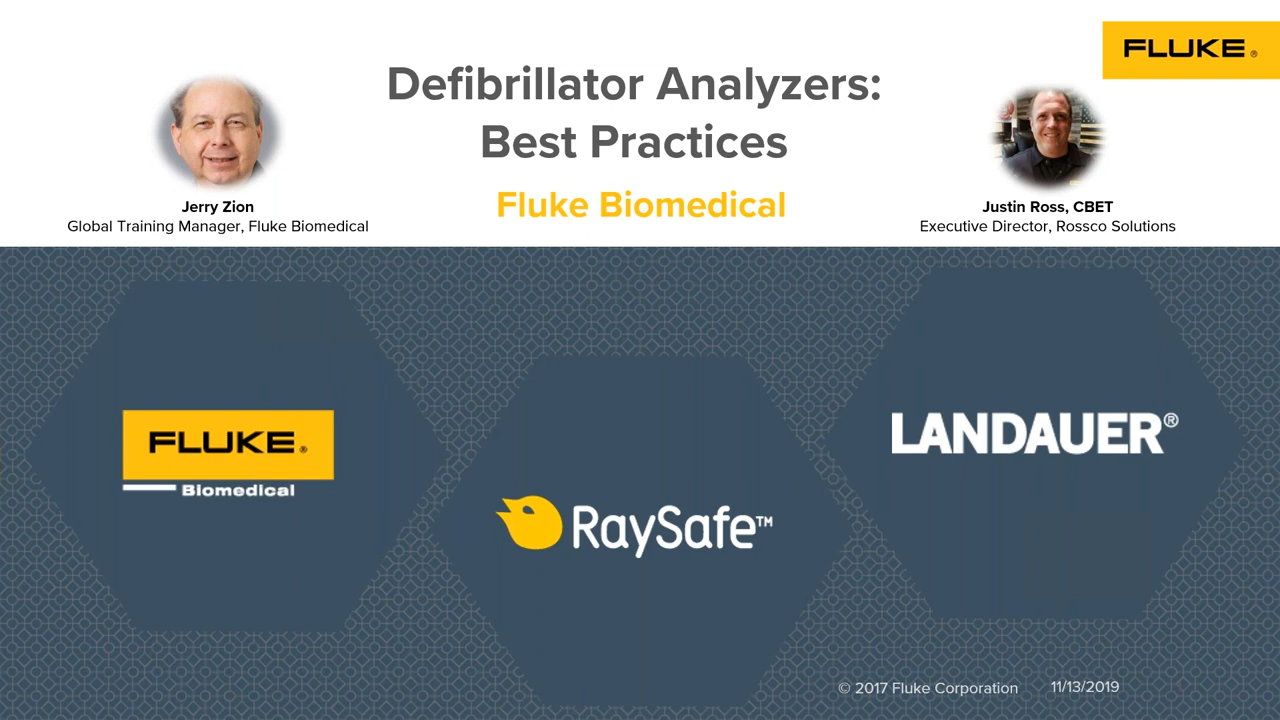 FLUKE®
Defibrillator Analyzers:
Best Practices
Fluke Biomedical
Jerry Zion
Global Training Manager, Fluke Biomedical
Justin Ross, CBET
Executive Director, Rossco Solutions
FLUKE®
Biomedical
RaySafe™
LANDAUER®
© 2017 Fluke Corporation 11/13/2019